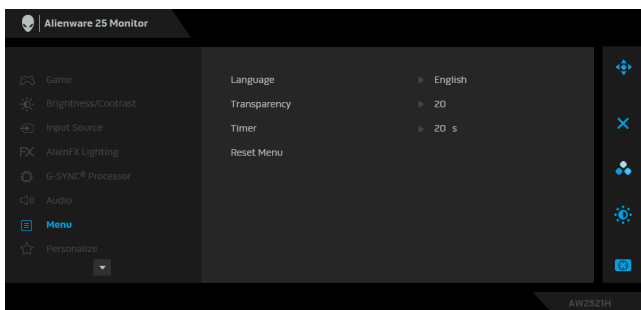 Alienware 25 Monitor
Game
Brightness/Contrast
Input Source
AlienFX Lighting
G-SYNC® Processor
Audio
Menu
Personalize
Language English
Transparency 20
Timer 20 s
Reset Menu
AW2521H